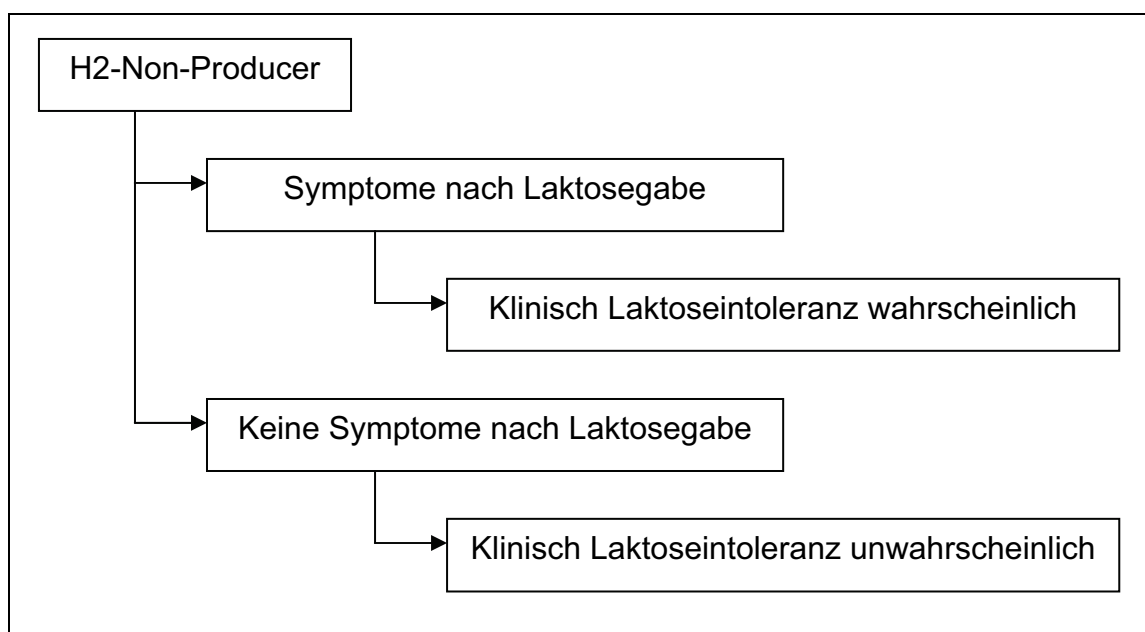 H2-Non-Producer
Symptome nach Laktosegabe
Klinisch Laktoseintoleranz wahrscheinlich
Keine Symptome nach Laktosegabe
Klinisch Laktoseintoleranz unwahrscheinlich